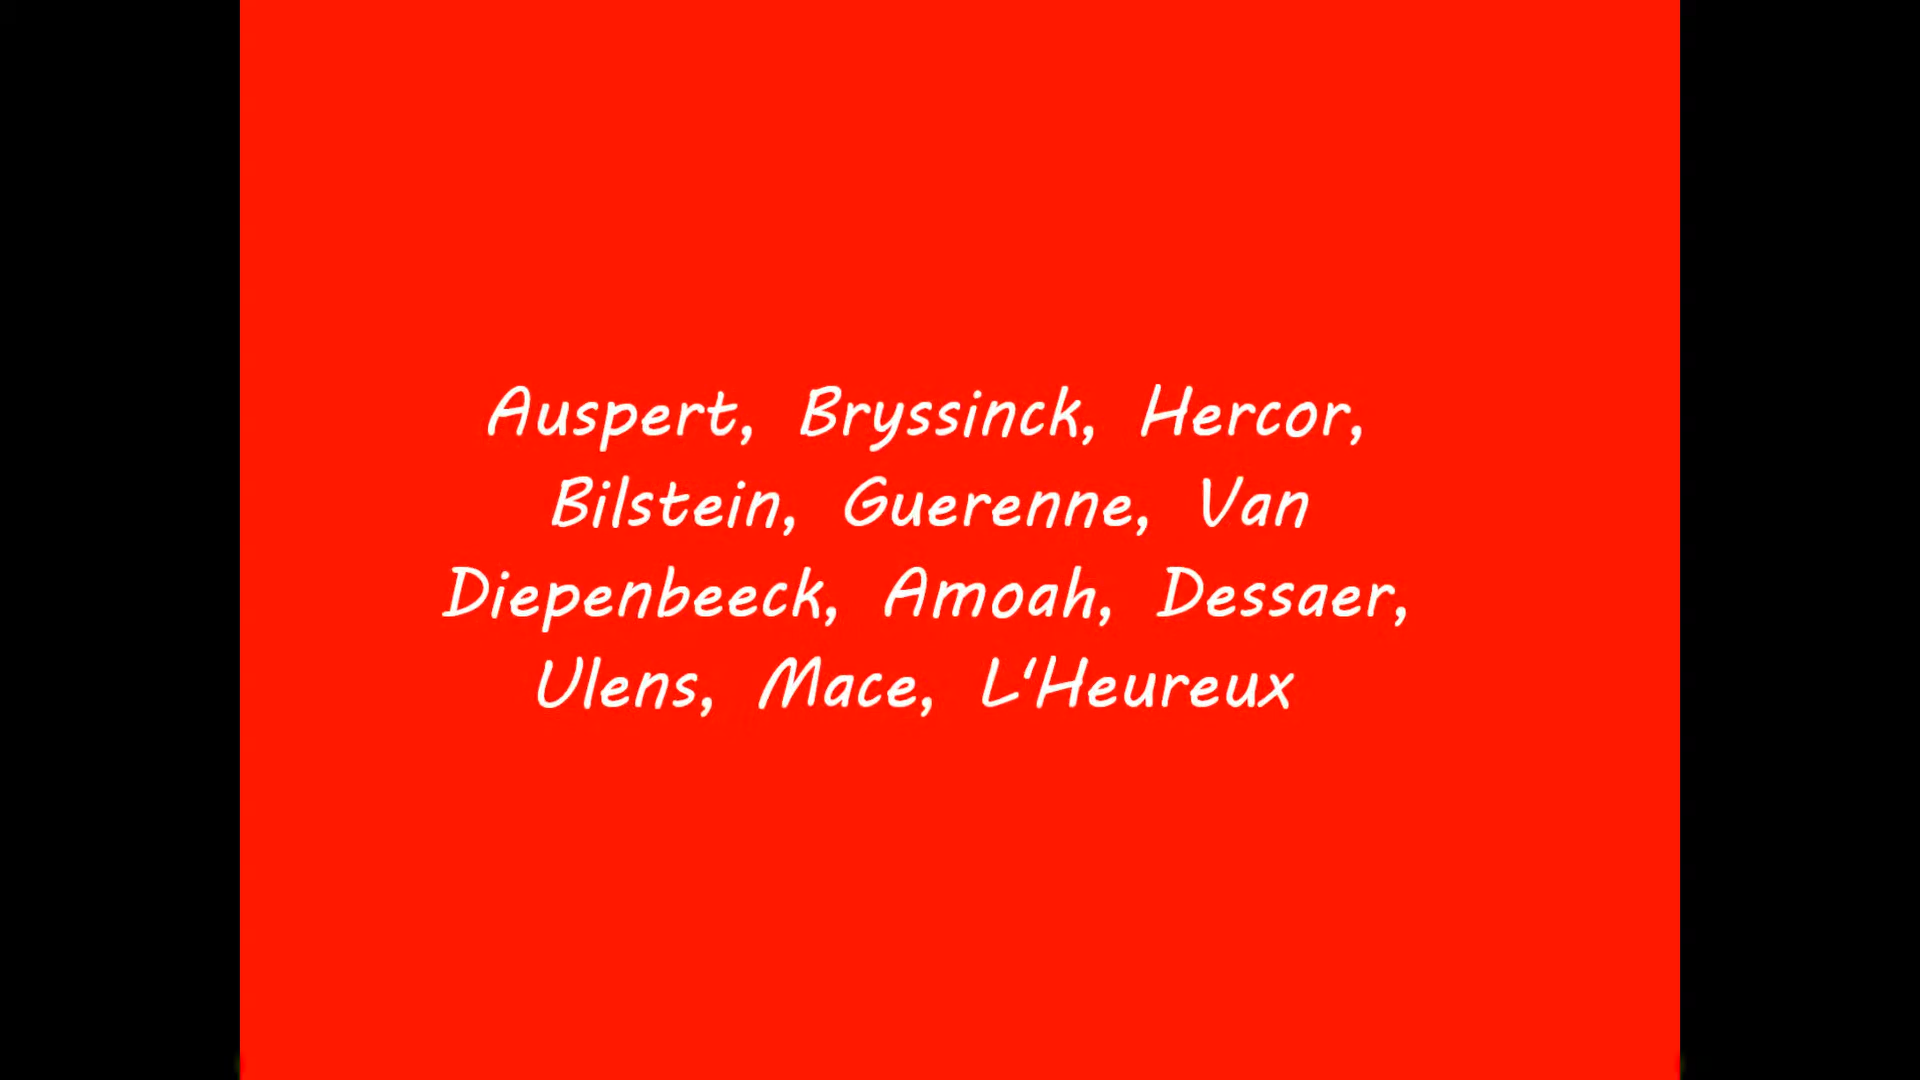 Auspert, Bryssinck, Hercor,
Bilstein, Guerenne, Van
Diepenbeeck, Amoah, Dessaer,
Ulens, Mace, L'Heureux